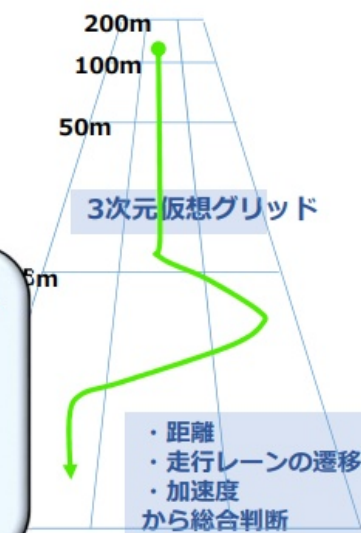 200m
100m
50m
3次元仮想グリッド
5m
・距離
・走行レーンの遷移
・加速度
から総合判断